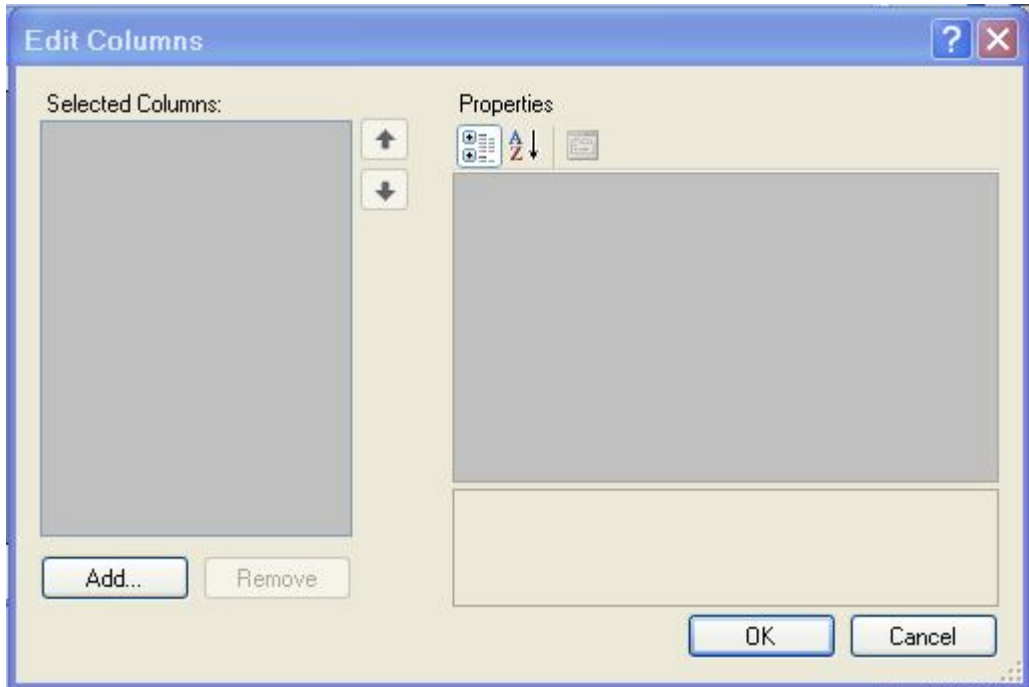 Edit Columns
Selected Columns:
Properties
A
Z
Add...
Remove
OK
Cancel